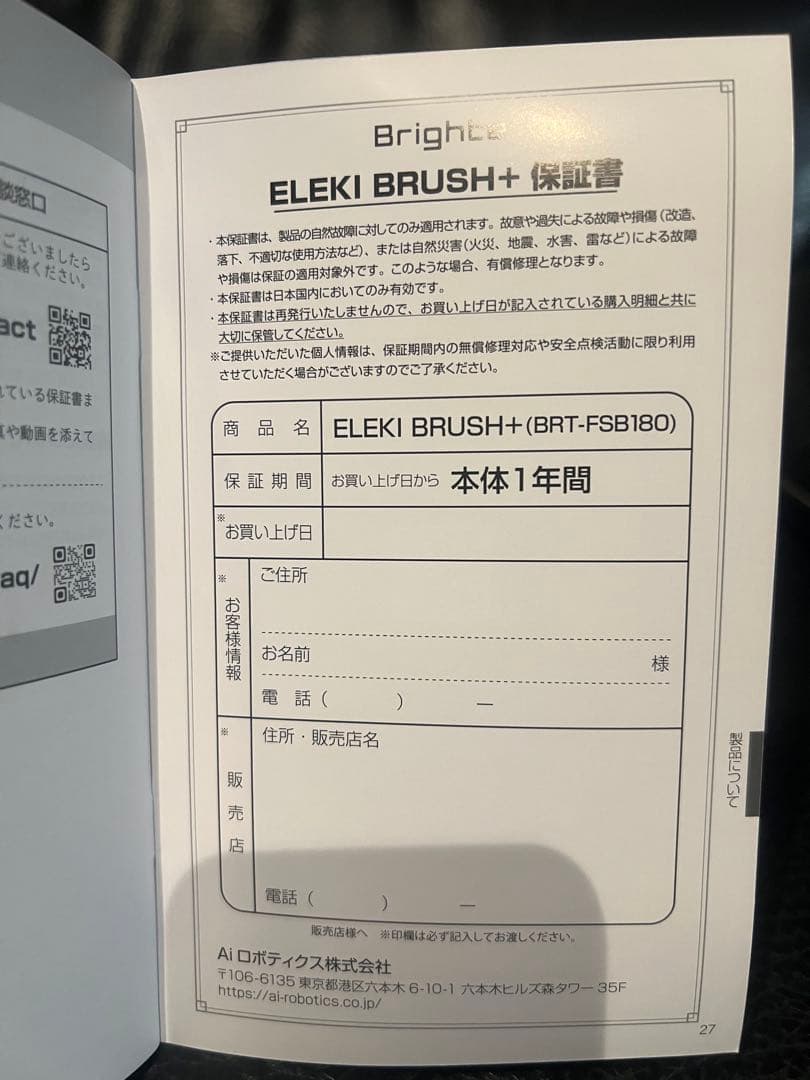 談窓口
ございましたら
連絡ください。
act
れている保証書ま
真や動画を添えて
ください。
aq/
Brighte
ELEKI BRUSH+ 保証書
・本保証書は、製品の自然故障に対してのみ適用されます。故意や過失による故障や損傷（改造、
落下、不適切な使用方法など）、または自然災害（火災、地震、水害、雷など）による故障
や損傷は保証の適用対象外です。このような場合、有償修理となります。
・本保証書は日本国内においてのみ有効です。
・本保証書は再発行いたしませんので、お買い上げ日が記入されている購入明細と共に
大切に保管してください。
※ご提供いただいた個人情報は、保証期間内の無償修理対応や安全点検活動に限り利用
させていただく場合がございますのでご了承ください。
商品名 ELEKI BRUSH+(BRT-FSB180)
保証期間 お買い上げ日から 本体1年間
※お買い上げ日
※お客様情報
ご住所
お名前 様
電話（ ） ー
※販売店
住所・販売店名
電話（ ） ー
販売店様へ ※印欄は必ず記入してお渡しください。
Aiロボティクス株式会社
〒106-6135 東京都港区六本木 6-10-1 六本木ヒルズ森タワー 35F
https://ai-robotics.co.jp/
製品について
27